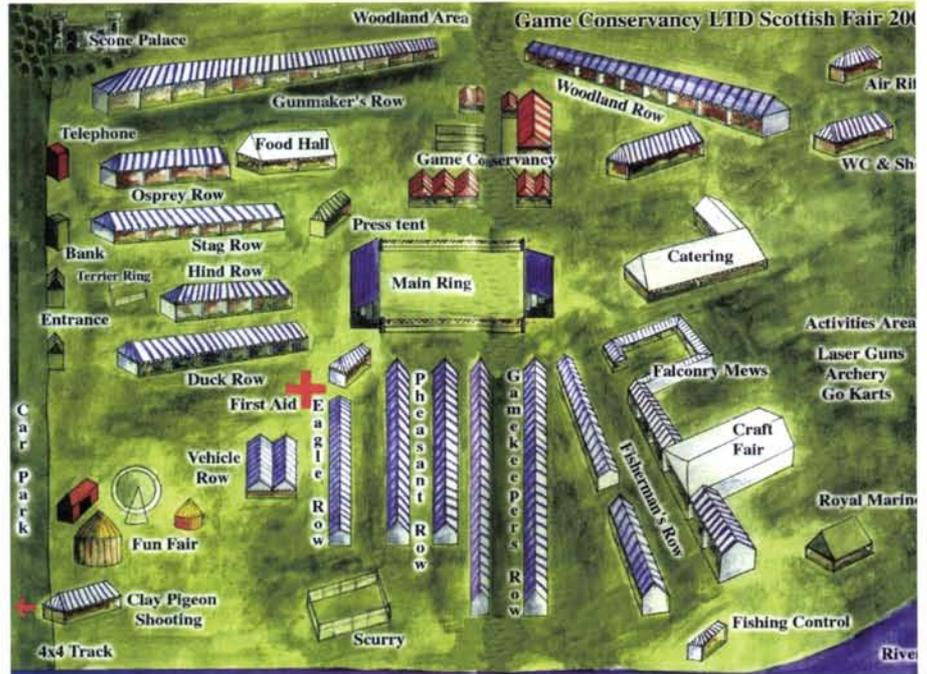 Woodland Area
Game Conservancy LTD Scottish Fair 200
Scone Palace
Gunmaker's Row
Woodland Row
Air Rif
Telephone
Food Hall
Game Conservancy
WC & Sh
Osprey Row
Press tent
Stag Row
Bank
Hind Row
Terrier Ring
Main Ring
Catering
Entrance
Activities Area
Laser Guns
Archery
Go Karts
Duck Row
Falconry Mews
First Aid
Eagle Row
Pheasant Row
Gamekeepers Row
Fisherman's Row
Craft
Fair
Car Park
Vehicle
Row
Royal Marine
Fun Fair
Clay Pigeon
Shooting
Scurry
Fishing Control
4x4 Track
River